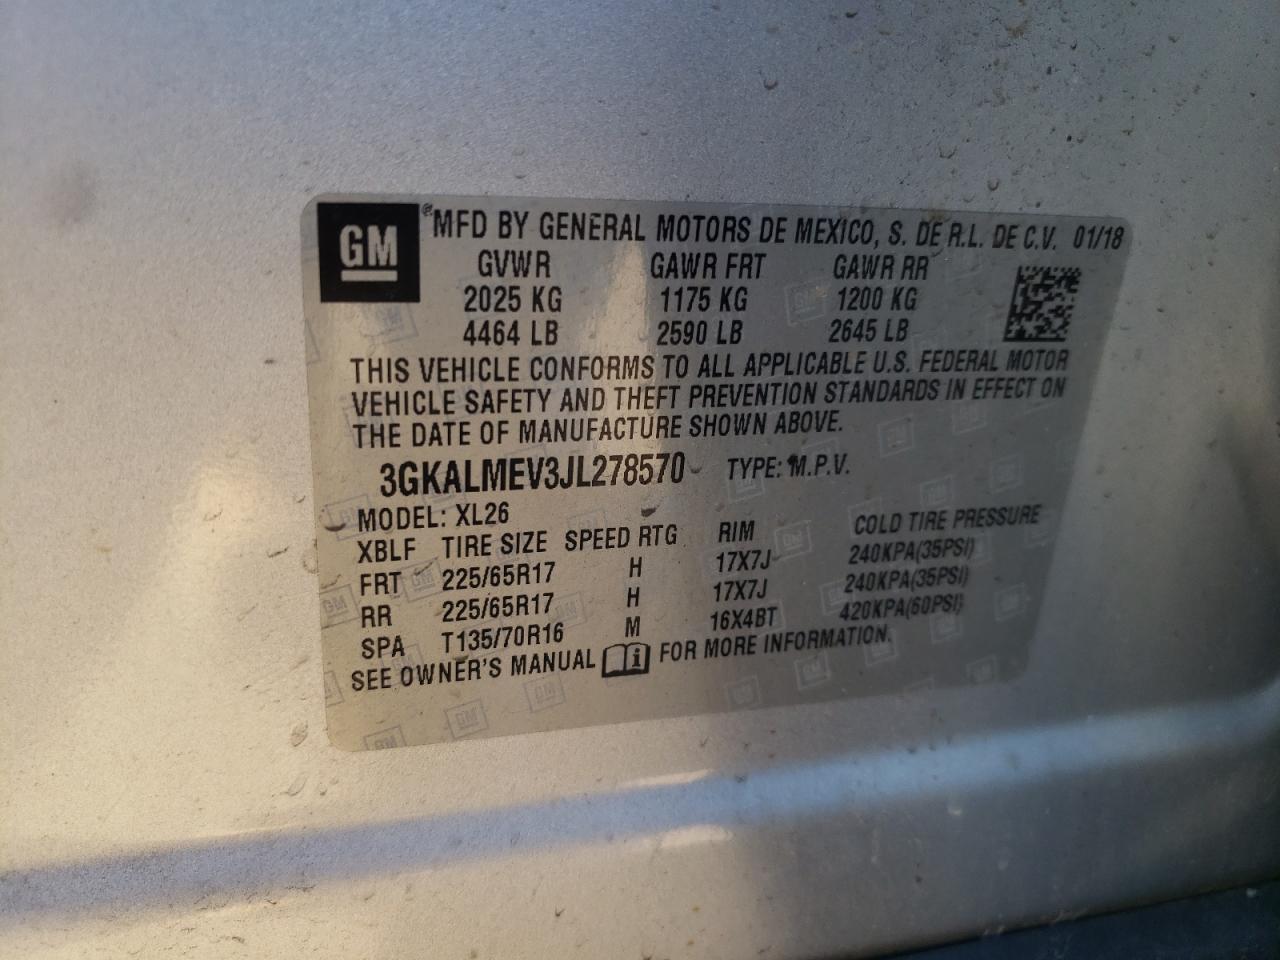 GM
® MFD BY GENERAL MOTORS DE MEXICO, S. DE R.L. DE C.V. 01/18
GVWR GAWR FRT GAWR RR
2025 KG 1175 KG 1200 KG
4464 LB 2590 LB 2645 LB
THIS VEHICLE CONFORMS TO ALL APPLICABLE U.S. FEDERAL MOTOR
VEHICLE SAFETY AND THEFT PREVENTION STANDARDS IN EFFECT ON
THE DATE OF MANUFACTURE SHOWN ABOVE.
3GKALMEV3JL278570 TYPE: M.P.V.
MODEL: XL26
XBLF TIRE SIZE SPEED RTG RIM COLD TIRE PRESSURE
FRT 225/65R17 H 17X7J 240KPA(35PSI)
RR 225/65R17 H 17X7J 240KPA(35PSI)
SPA T135/70R16 M 16X4BT 420KPA(60PSI)
SEE OWNER'S MANUAL FOR MORE INFORMATION.